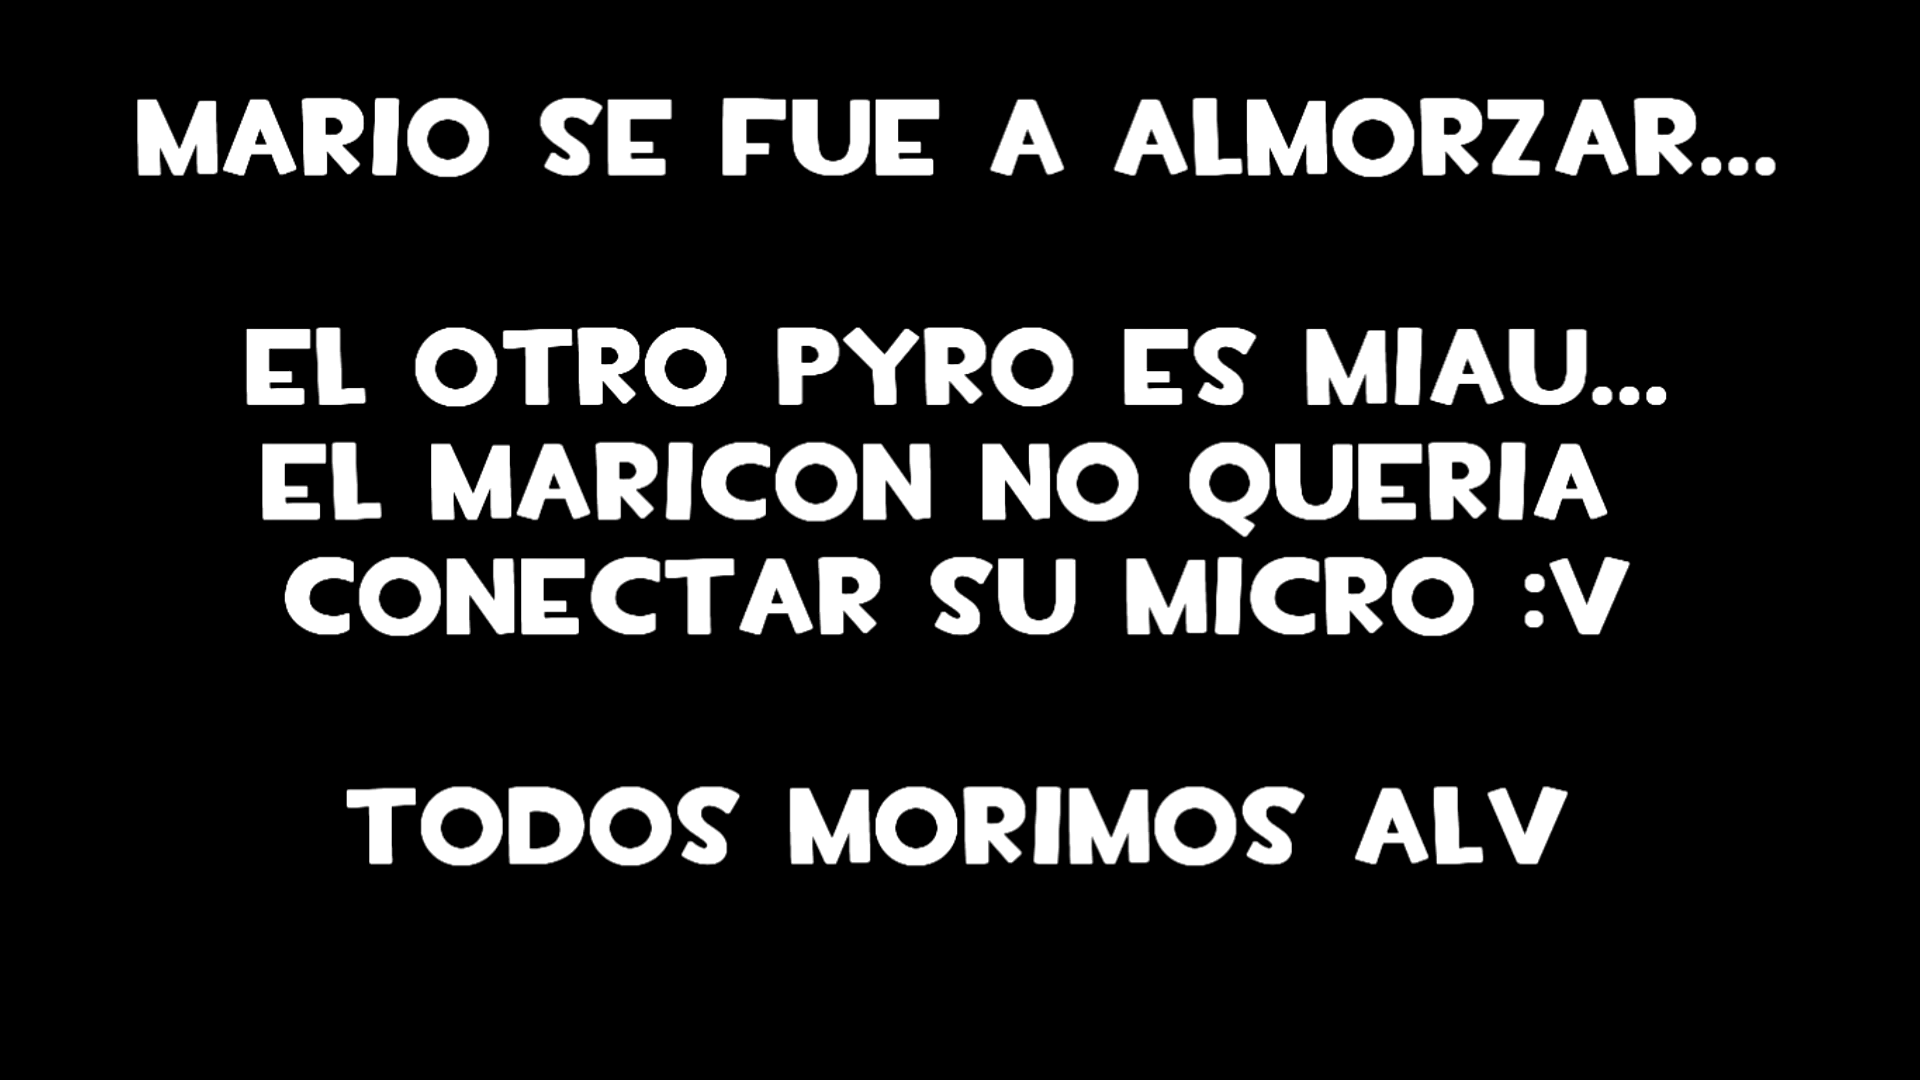 MARIO SE FUE A ALMORZAR...
EL OTRO PYRO ES MIAU...
EL MARICON NO QUERIA
CONECTAR SU MICRO :V
TODOS MORIMOS ALV